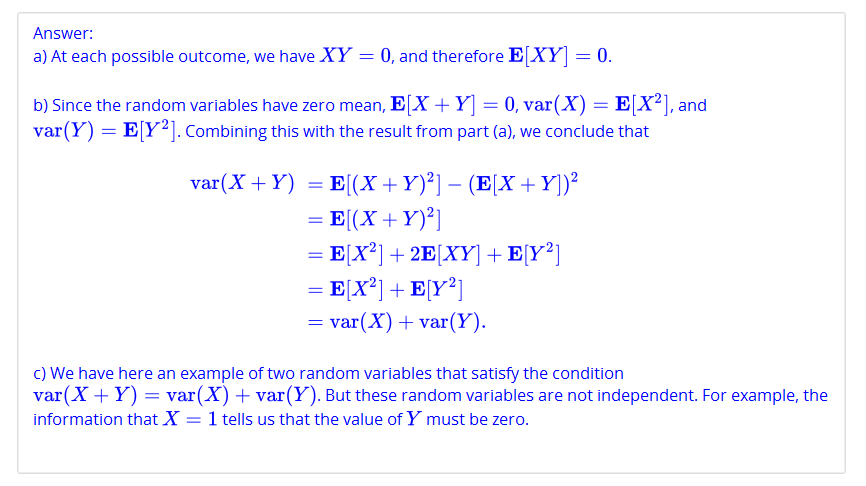 Answer:
a) At each possible outcome, we have XY = 0, and therefore E[XY] = 0.
b) Since the random variables have zero mean, E[X + Y] = 0, var(X) = E[X²], and
var(Y) = E[Y²]. Combining this with the result from part (a), we conclude that
var(X + Y) = E[(X + Y)²] − (E[X + Y])²
= E[(X + Y)²]
= E[X²] + 2E[XY] + E[Y²]
= E[X²] + E[Y²]
= var(X) + var(Y).
c) We have here an example of two random variables that satisfy the condition
var(X + Y) = var(X) + var(Y). But these random variables are not independent. For example, the
information that X = 1 tells us that the value of Y must be zero.